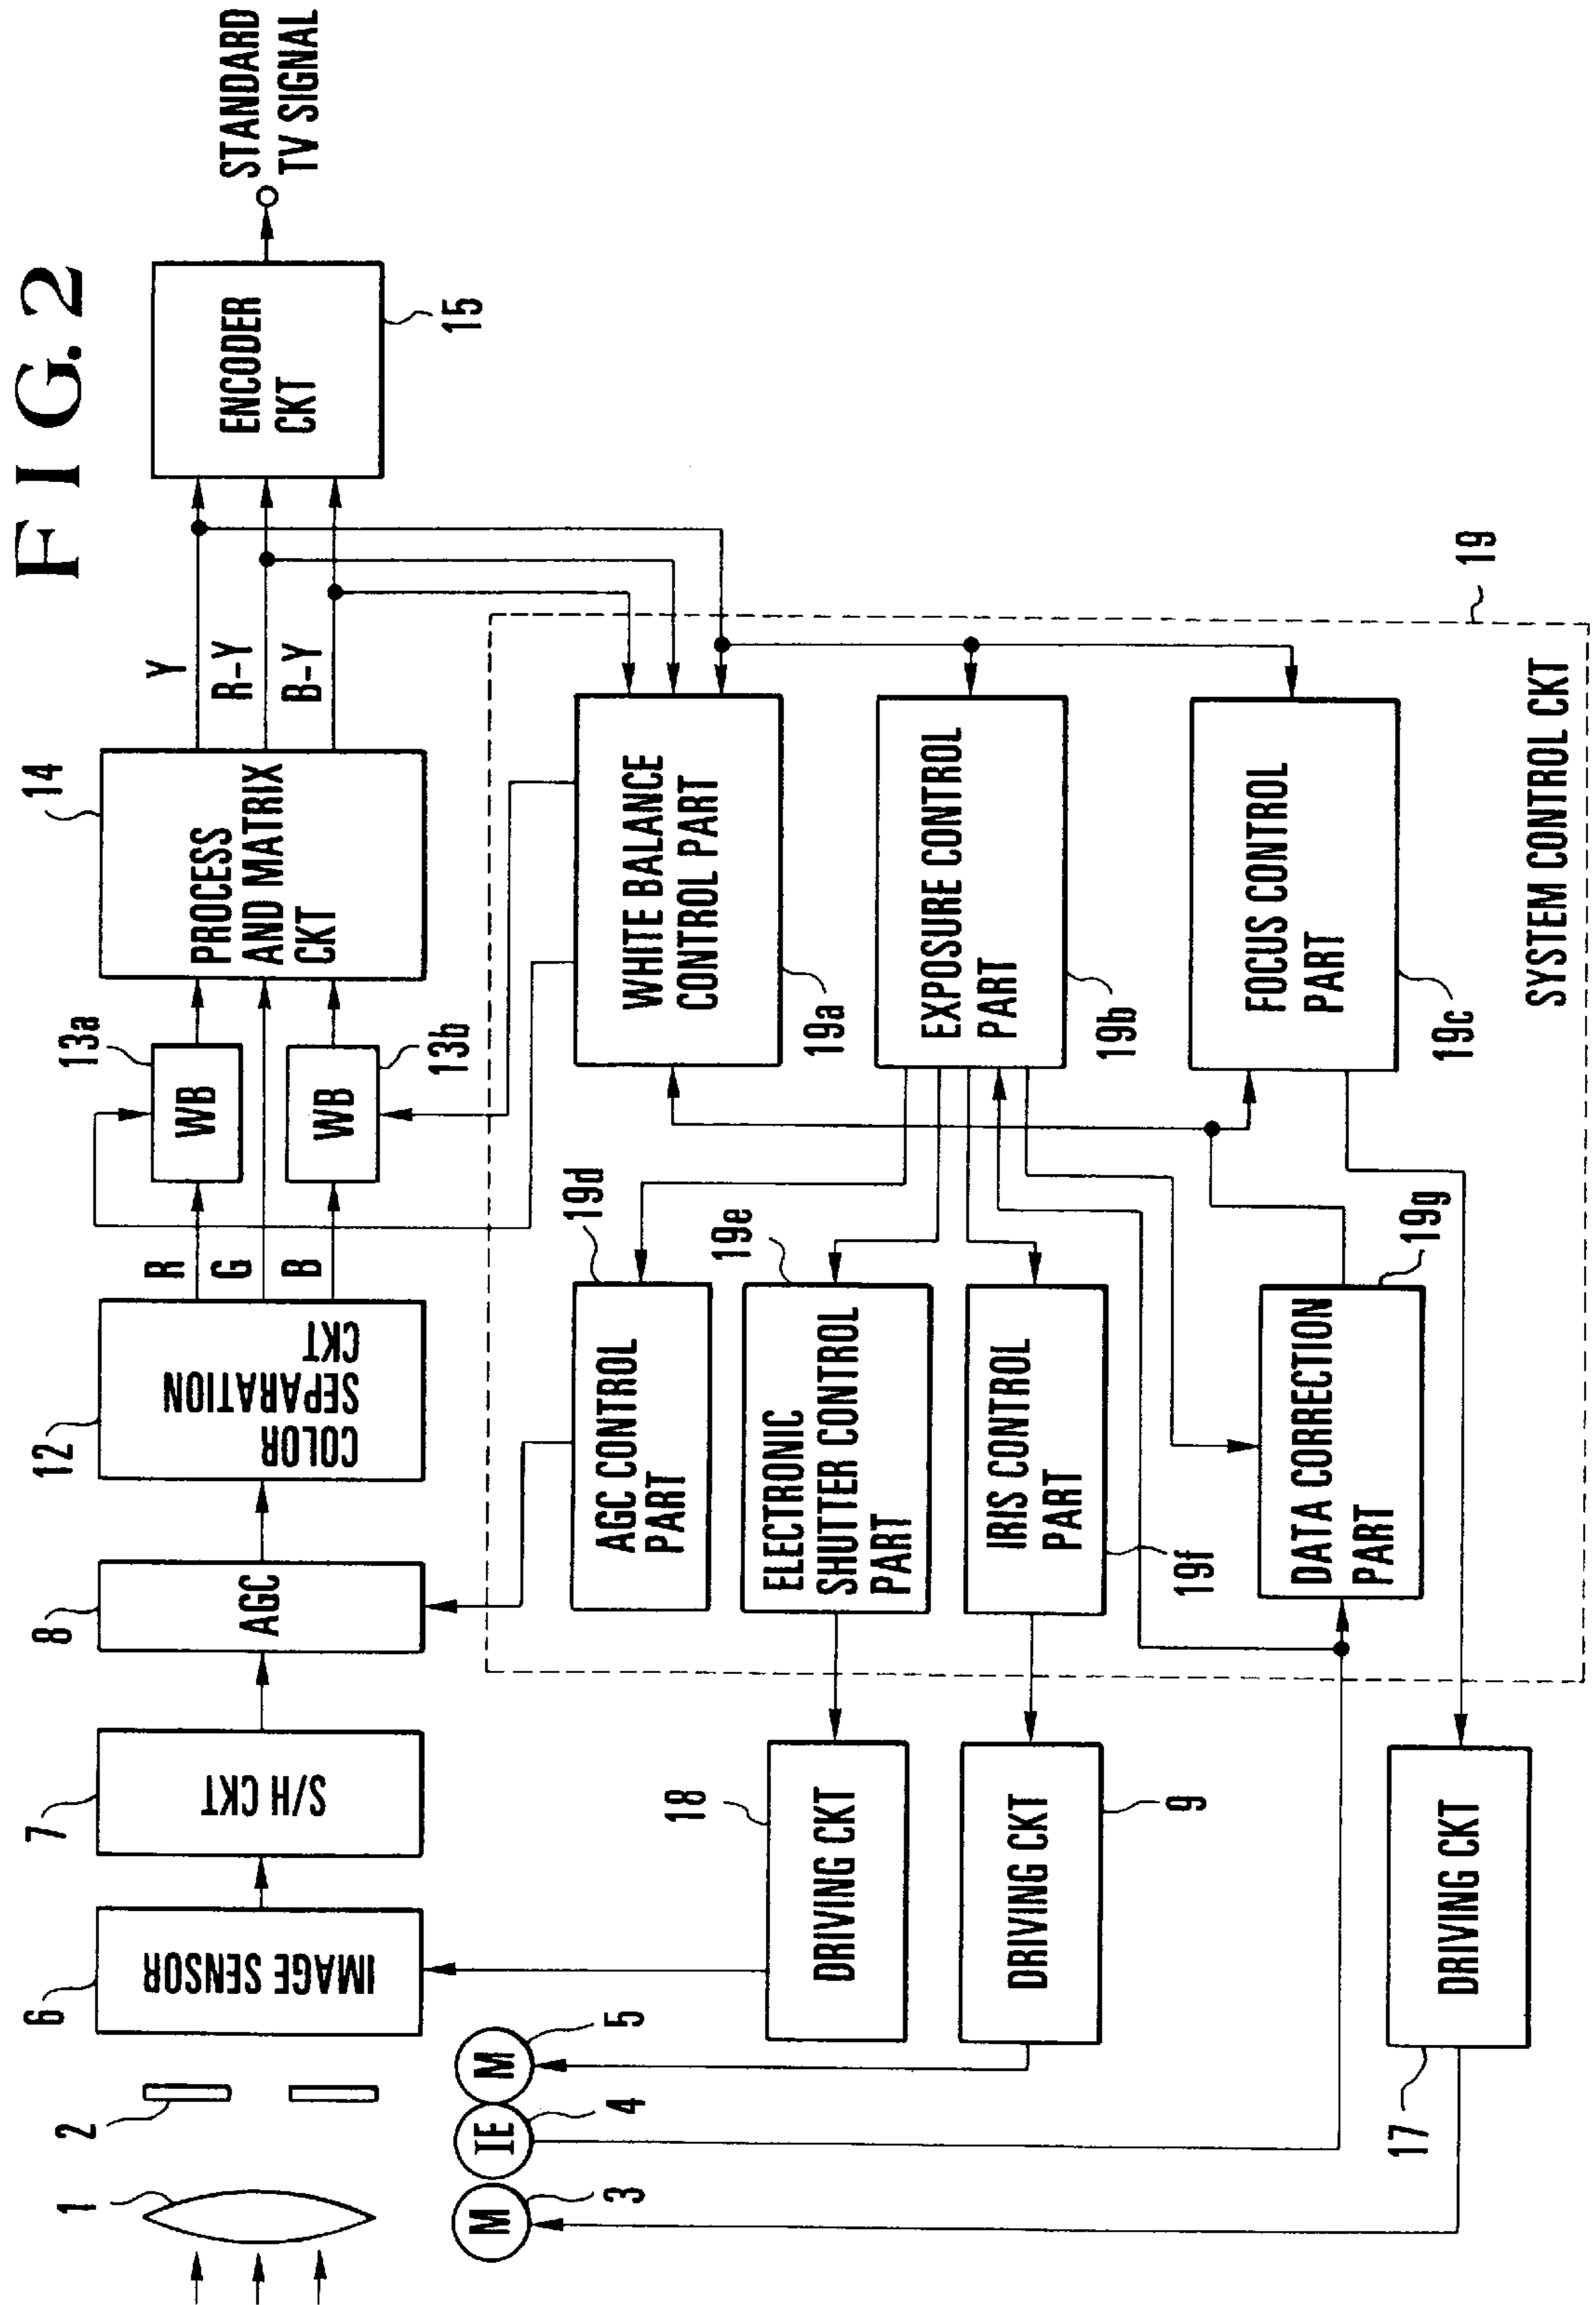 FIG. 2
1
2
6
IMAGE SENSOR
7
S/H CKT
8
AGC
12
COLOR
SEPARATION
CKT
R
G
B
13a
WB
WB
13b
14
PROCESS
AND MATRIX
CKT
Y
R-Y
B-Y
ENCODER
CKT
15
STANDARD
TV SIGNAL
M
3
IE
4
M
5
18
DRIVING CKT
DRIVING CKT
9
DRIVING CKT
17
19d
AGC CONTROL
PART
19e
ELECTRONIC
SHUTTER CONTROL
PART
IRIS CONTROL
PART
19f
DATA CORRECTION
PART
19g
WHITE BALANCE
CONTROL PART
19a
EXPOSURE CONTROL
PART
19b
FOCUS CONTROL
PART
19c
SYSTEM CONTROL CKT
19